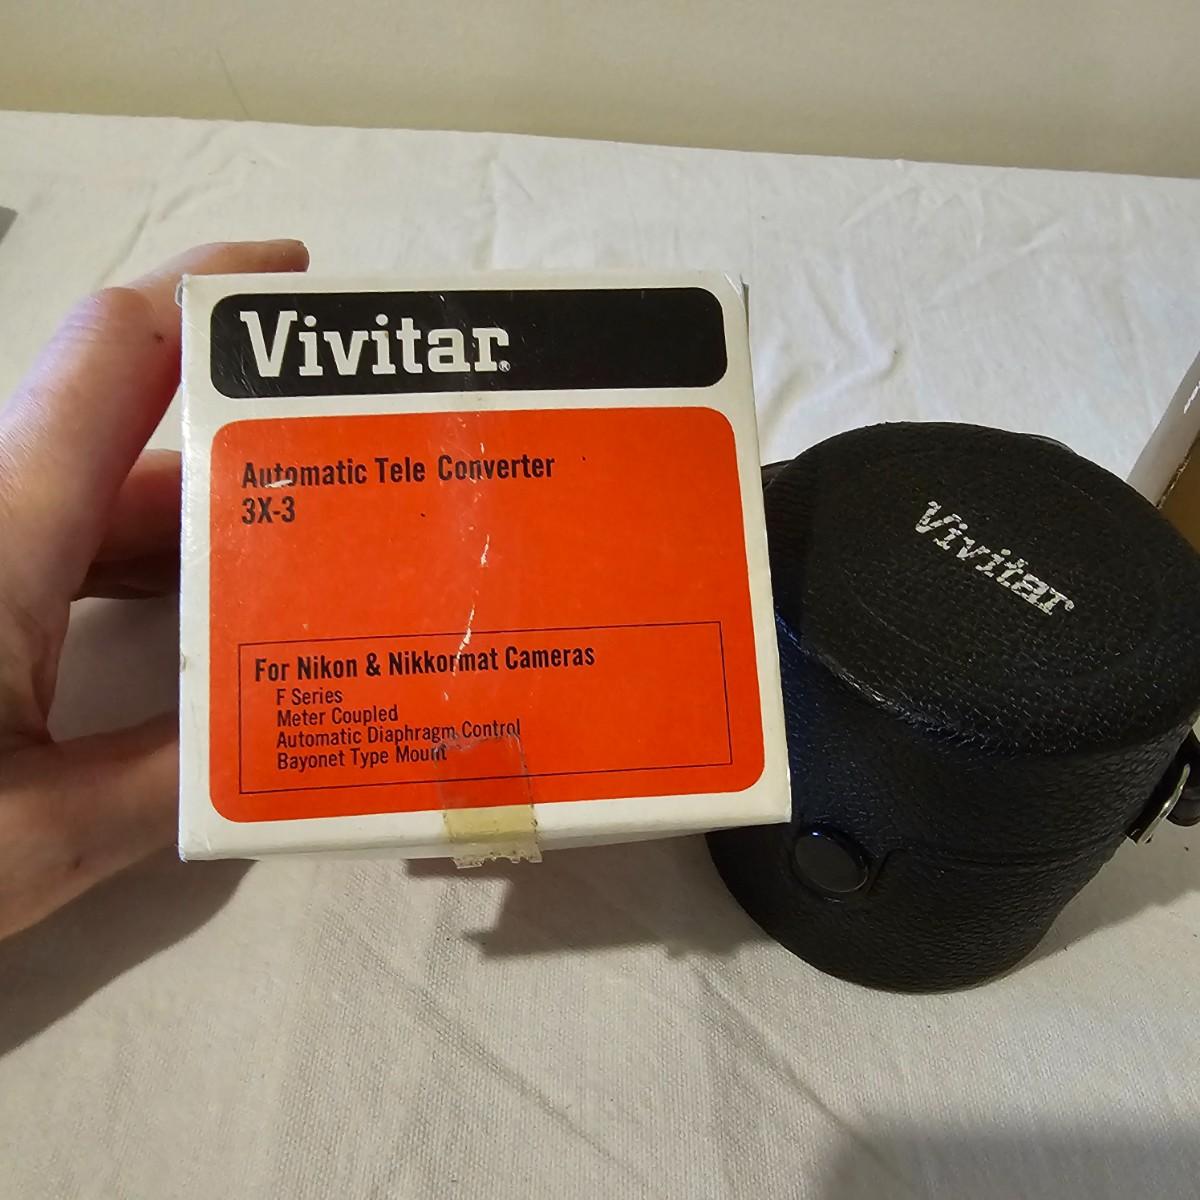 Vivitar®
Automatic Tele Converter
3X-3
For Nikon & Nikkormat Cameras
F Series
Meter Coupled
Automatic Diaphragm Control
Bayonet Type Mount
Vivitar